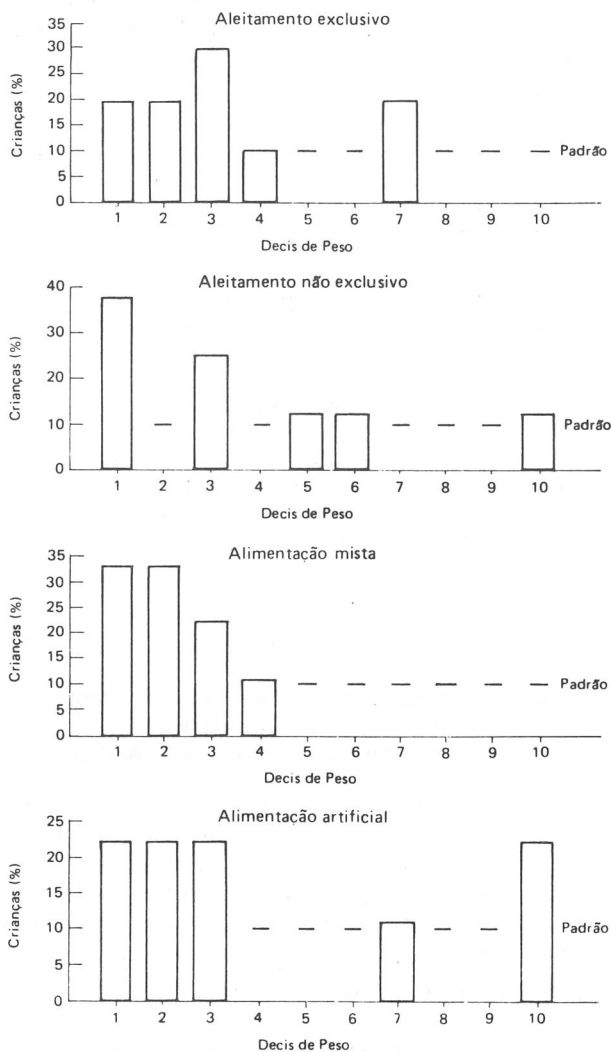 Aleitamento exclusivo
35
30
25
20
15
10
5
0
Crianças (%)
Padrão
1 2 3 4 5 6 7 8 9 10
Decis de Peso
Aleitamento não exclusivo
40
30
20
10
0
Crianças (%)
Padrão
1 2 3 4 5 6 7 8 9 10
Decis de Peso
Alimentação mista
35
33
25
20
15
10
5
0
Crianças (%)
Padrão
1 2 3 4 5 6 7 8 9 10
Decis de Peso
Alimentação artificial
25
20
15
10
5
0
Crianças (%)
Padrão
1 2 3 4 5 6 7 8 9 10
Decis de Peso